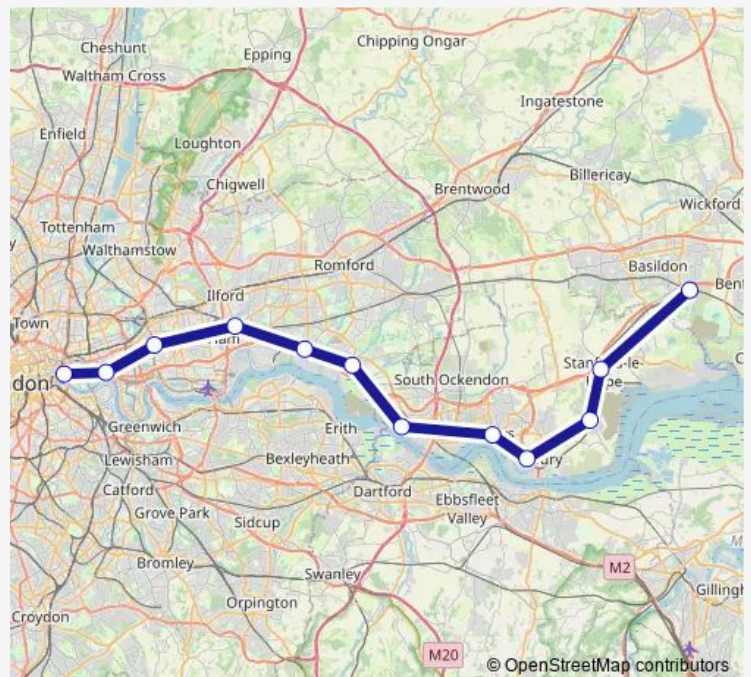 Cheshunt
Chipping Ongar
Epping
Waltham Cross
Ingatestone
Enfield
Loughton
Billericay
Chigwell
Brentwood
Wickford
Tottenham
Walthamstow
Romford
Basildon
Ilford
Town
South Ockendon
Greenwich
Erith
Lewisham
Bexleyheath
Catford
Dartford
Ebbsfleet
Valley
Grove Park
Sidcup
Bromley
Swanley
M2
Orpington
Croydon
M20
© OpenStreetMap contributors